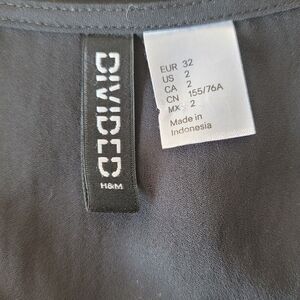 DIVIDED
H&M
EUR 32
US 2
CA 2
CN 155/76A
MX 2
Made in
Indonesia